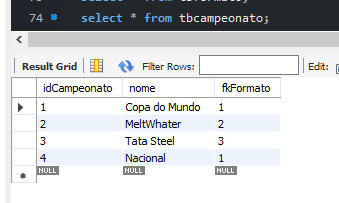 74 select * from tbcampeonato;
Result Grid Filter Rows: Edit:
idCampeonato nome fkFormato
1 Copa do Mundo 1
2 MeltWhater 2
3 Tata Steel 3
4 Nacional 1
NULL NULL NULL